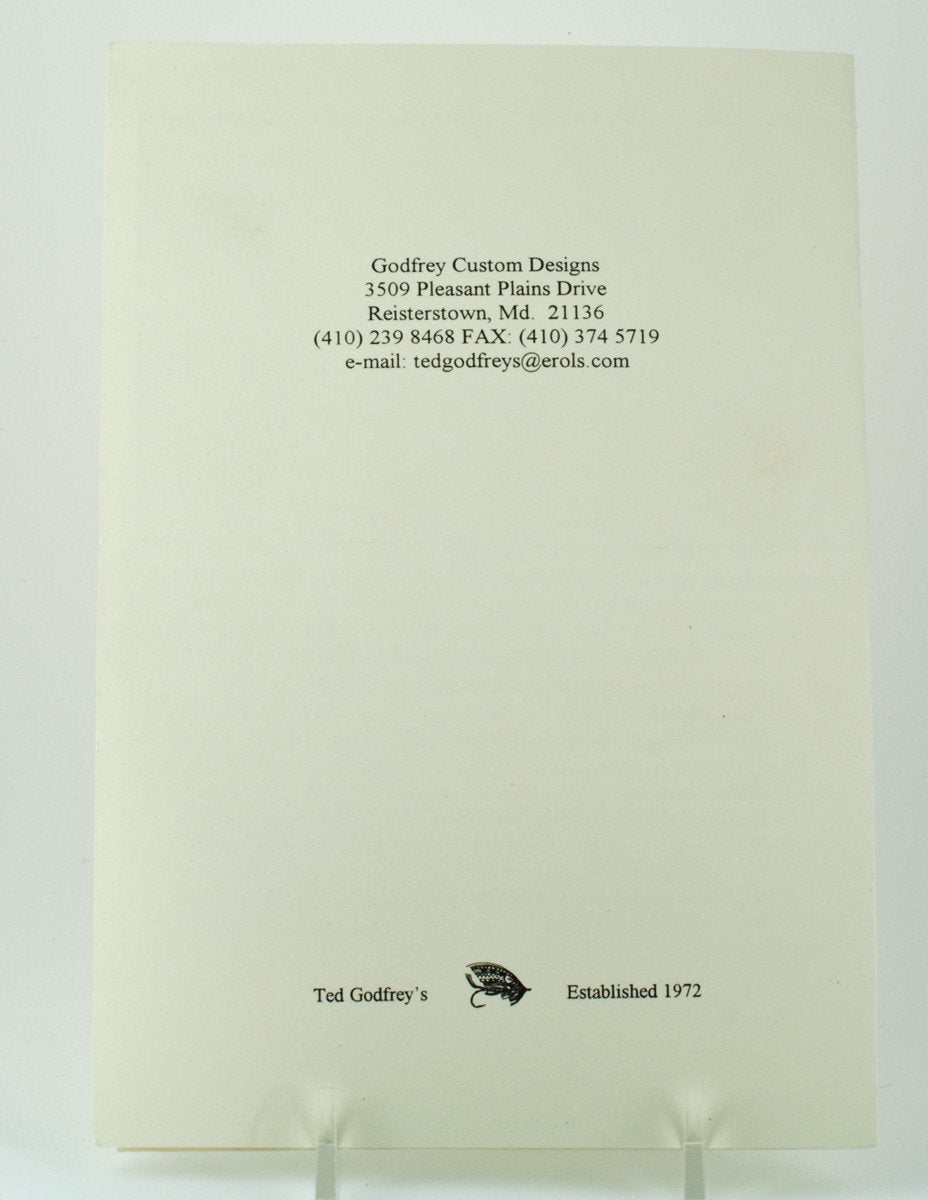 Godfrey Custom Designs
3509 Pleasant Plains Drive
Reisterstown, Md.  21136
(410) 239 8468 FAX: (410) 374 5719
e-mail: tedgodfreys@erols.com
Ted Godfrey's Established 1972